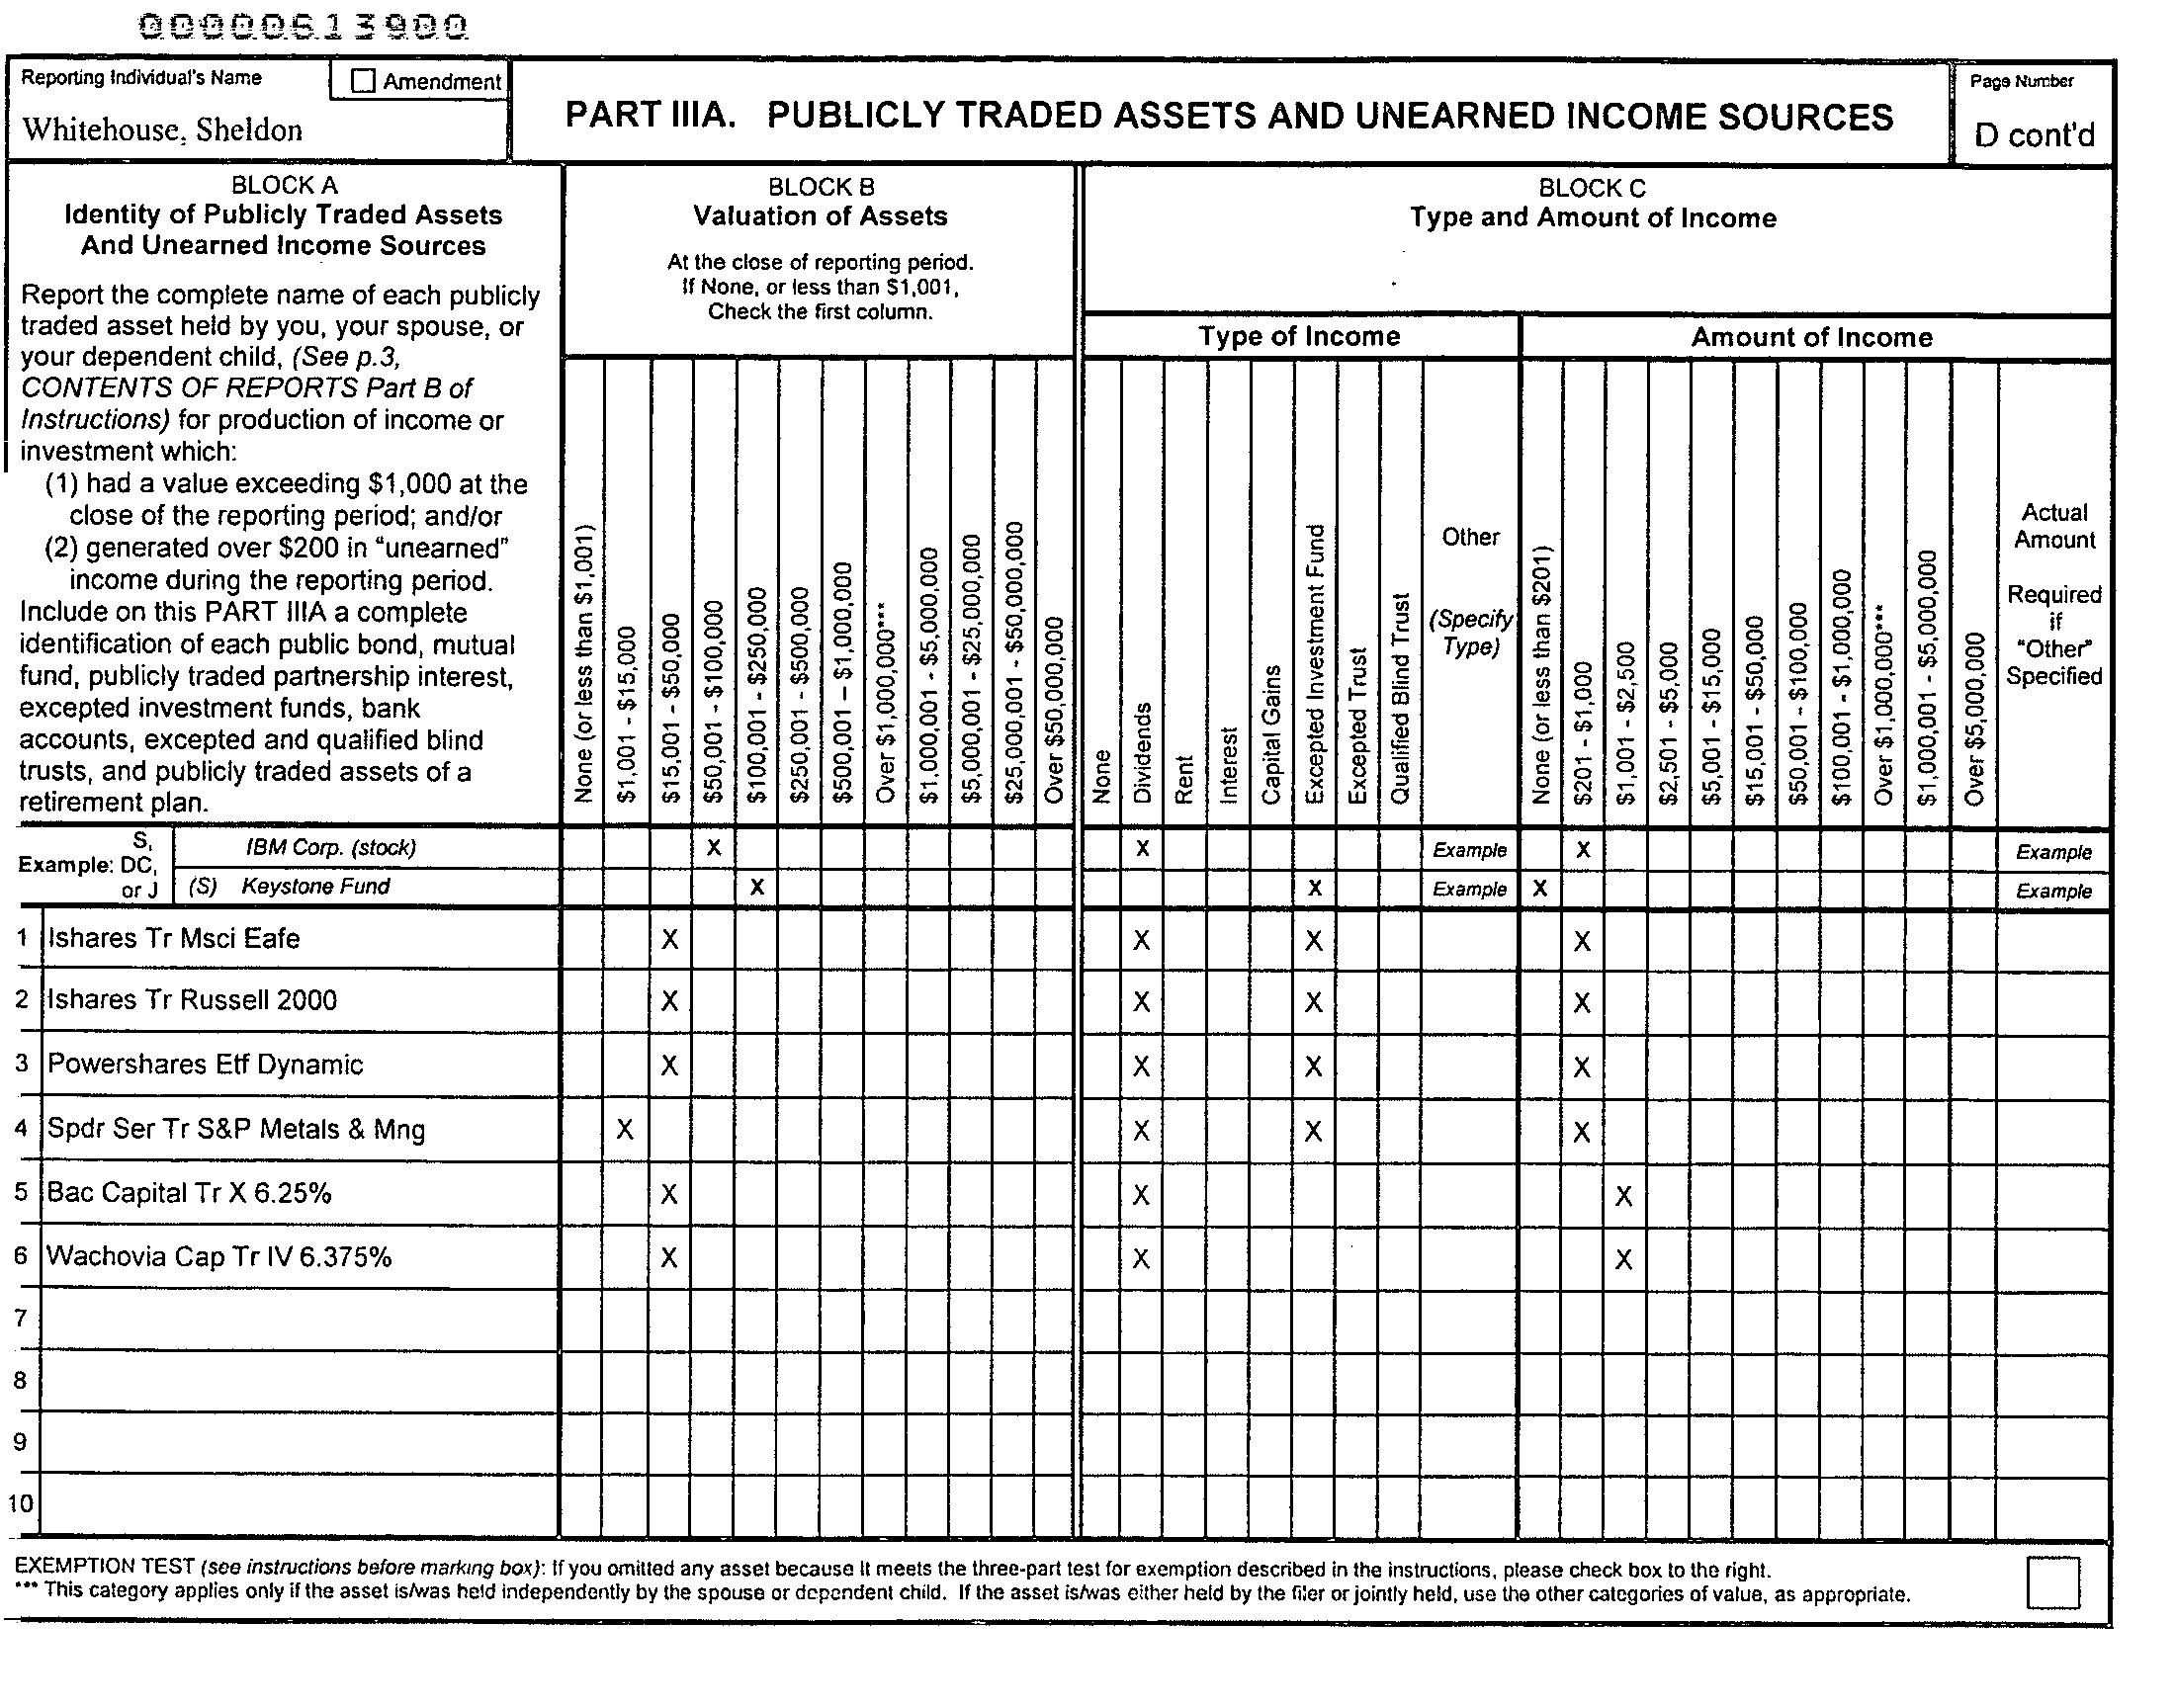 00000613900
Reporting Individual's Name
☐ Amendment
Whitehouse, Sheldon
PART IIIA. PUBLICLY TRADED ASSETS AND UNEARNED INCOME SOURCES
Page Number
D cont'd
BLOCK A
Identity of Publicly Traded Assets
And Unearned Income Sources
Report the complete name of each publicly
traded asset held by you, your spouse, or
your dependent child, (See p.3,
CONTENTS OF REPORTS Part B of
Instructions) for production of income or
investment which:
(1) had a value exceeding $1,000 at the
close of the reporting period; and/or
(2) generated over $200 in "unearned"
income during the reporting period.
Include on this PART IIIA a complete
identification of each public bond, mutual
fund, publicly traded partnership interest,
excepted investment funds, bank
accounts, excepted and qualified blind
trusts, and publicly traded assets of a
retirement plan.
BLOCK B
Valuation of Assets
At the close of reporting period.
If None, or less than $1,001,
Check the first column.
None (or less than $1,001)
$1,001 - $15,000
$15,001 - $50,000
$50,001 - $100,000
$100,001 - $250,000
$250,001 - $500,000
$500,001 – $1,000,000
Over $1,000,000***
$1,000,001 - $5,000,000
$5,000,001 - $25,000,000
$25,000,001 - $50,000,000
Over $50,000,000
BLOCK C
Type and Amount of Income
Type of Income
None
Dividends
Rent
Interest
Capital Gains
Excepted Investment Fund
Excepted Trust
Qualified Blind Trust
Other
(Specify
Type)
Amount of Income
None (or less than $201)
$201 - $1,000
$1,001 - $2,500
$2,501 - $5,000
$5,001 - $15,000
$15,001 - $50,000
$50,001 - $100,000
$100,001 - $1,000,000
Over $1,000,000***
$1,000,001 - $5,000,000
Over $5,000,000
Actual
Amount
Required
if
"Other"
Specified
Example: S, DC, or J
IBM Corp. (stock) X X Example X Example
(S) Keystone Fund X X Example X Example
1 Ishares Tr Msci Eafe X X X X
2 Ishares Tr Russell 2000 X X X X
3 Powershares Etf Dynamic X X X X
4 Spdr Ser Tr S&P Metals & Mng X X X X
5 Bac Capital Tr X 6.25% X X X
6 Wachovia Cap Tr IV 6.375% X X X
7
8
9
10
EXEMPTION TEST (see instructions before marking box): If you omitted any asset because it meets the three-part test for exemption described in the instructions, please check box to the right.
*** This category applies only if the asset is/was held independently by the spouse or dependent child. If the asset is/was either held by the filer or jointly held, use the other categories of value, as appropriate.